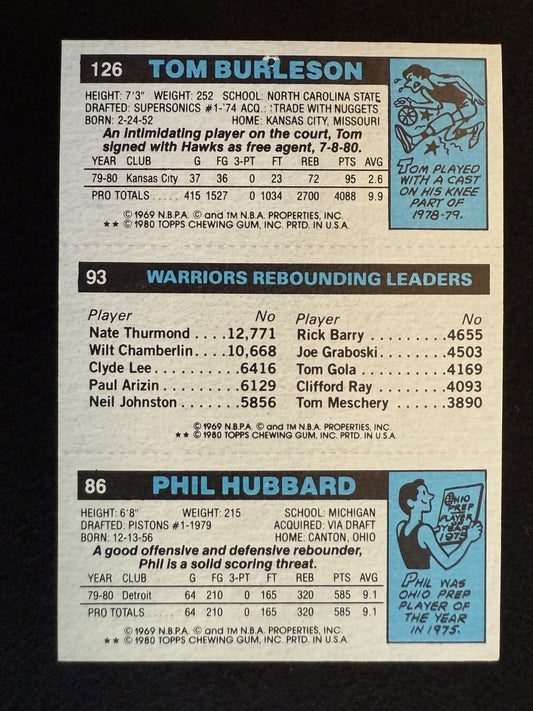 126 TOM BURLESON
HEIGHT: 7'3" WEIGHT: 252 SCHOOL: NORTH CAROLINA STATE
DRAFTED: SUPERSONICS #1-'74 ACQ.: TRADE WITH NUGGETS
BORN: 2-24-52 HOME: KANSAS CITY, MISSOURI
An intimidating player on the court, Tom
signed with Hawks as free agent, 7-8-80.
YEAR CLUB G FG 3-PT FT REB PTS AVG
79-80 Kansas City 37 36 0 23 72 95 2.6
PRO TOTALS ..... 415 1527 0 1034 2700 4088 9.9
© 1969 N.B.P.A. © and TM N.B.A. PROPERTIES, INC.
★★ © 1980 TOPPS CHEWING GUM, INC. PRTD. IN U.S.A.
TOM PLAYED
WITH A CAST
ON HIS KNEE
PART OF
1978-79.
93 WARRIORS REBOUNDING LEADERS
Player No
Nate Thurmond .... 12,771
Wilt Chamberlin .... 10,668
Clyde Lee ......... 6416
Paul Arizin ........ 6129
Neil Johnston ...... 5856
Player No
Rick Barry ........ 4655
Joe Graboski ...... 4503
Tom Gola ........ 4169
Clifford Ray ...... 4093
Tom Meschery ..... 3890
© 1969 N.B.P.A. © and TM N.B.A. PROPERTIES, INC.
★★ © 1980 TOPPS CHEWING GUM, INC. PRTD. IN U.S.A.
86 PHIL HUBBARD
HEIGHT: 6'8" WEIGHT: 215 SCHOOL: MICHIGAN
DRAFTED: PISTONS #1-1979 ACQUIRED: VIA DRAFT
BORN: 12-13-56 HOME: CANTON, OHIO
A good offensive and defensive rebounder,
Phil is a solid scoring threat.
YEAR CLUB G FG 3-PT FT REB PTS AVG
79-80 Detroit 64 210 0 165 320 585 9.1
PRO TOTALS ..... 64 210 0 165 320 585 9.1
© 1969 N.B.P.A. © and TM N.B.A. PROPERTIES, INC.
★★ © 1980 TOPPS CHEWING GUM, INC. PRTD. IN U.S.A.
OHIO
PREP
PLAYER
OF THE
YEAR
1975
PHIL WAS
OHIO PREP
PLAYER OF
THE YEAR
IN 1975.